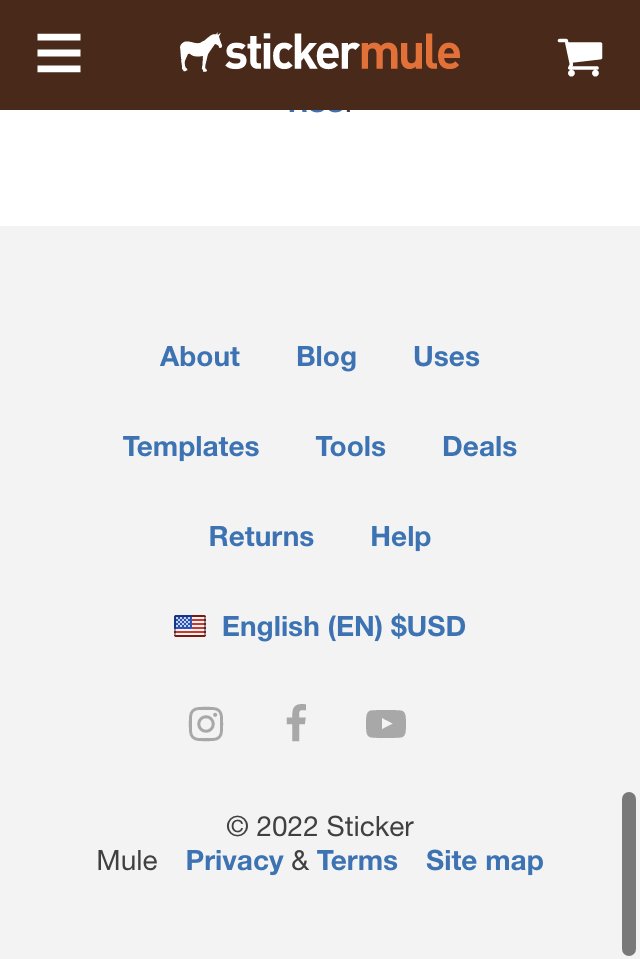 stickermule
About Blog Uses
Templates Tools Deals
Returns Help
English (EN) $USD
© 2022 Sticker
Mule Privacy & Terms Site map